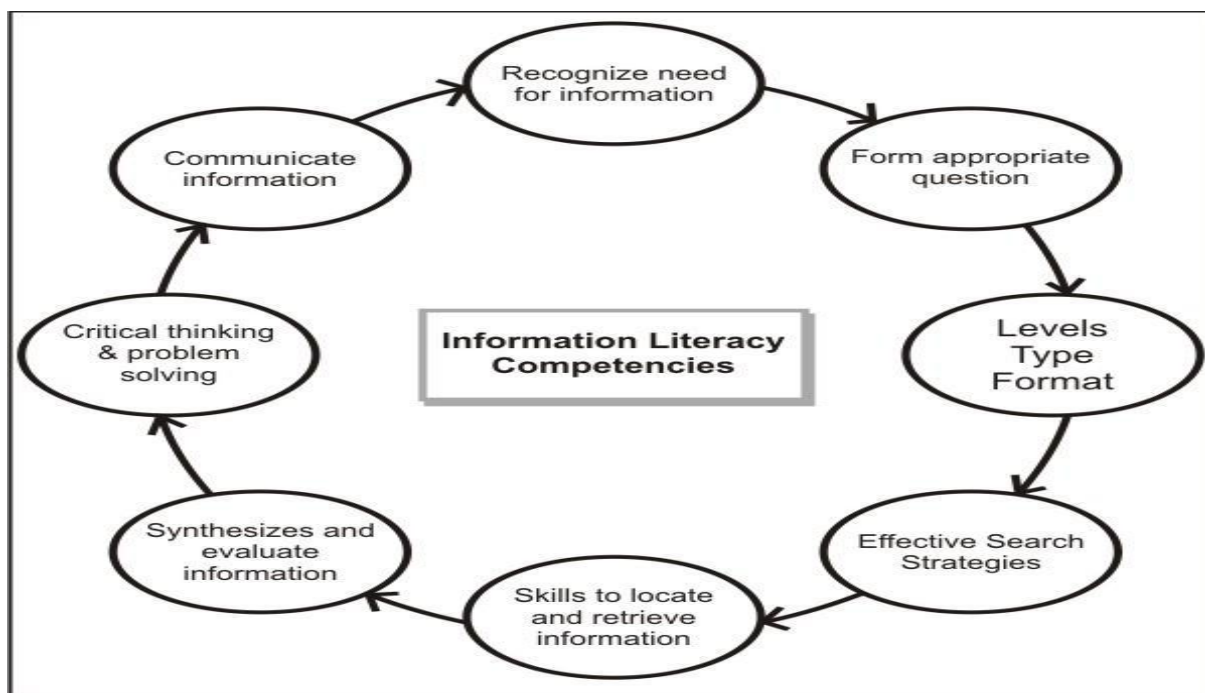 Recognize need
for information
Form appropriate
question
Levels
Type
Format
Effective Search
Strategies
Skills to locate
and retrieve
information
Synthesizes and
evaluate
information
Critical thinking
& problem
solving
Communicate
information
Information Literacy
Competencies